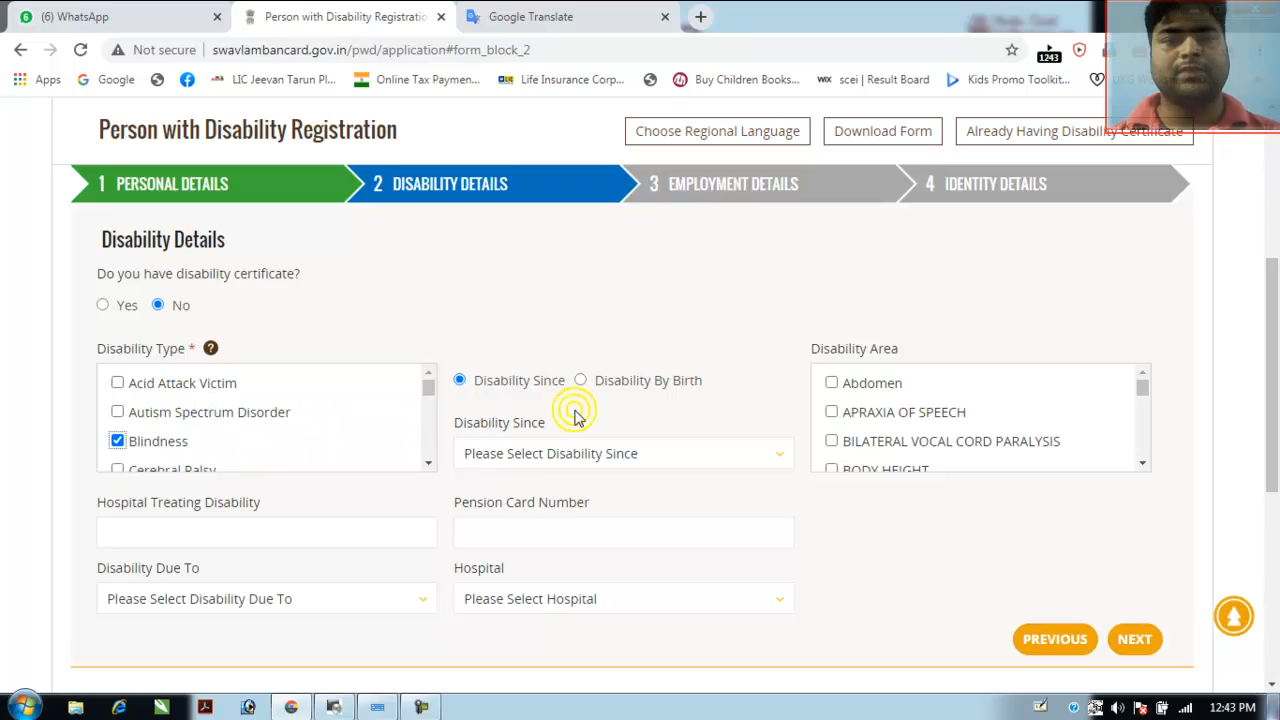 (6) WhatsApp
Person with Disability Registratio
Google Translate
Not secure
swavlambancard.gov.in/pwd/application#form_block_2
1243
Apps
Google
LIC Jeevan Tarun Pl...
Online Tax Paymen...
Life Insurance Corp...
Buy Children Books...
WIX scei | Result Board
Kids Promo Toolkit...
Person with Disability Registration
Choose Regional Language
Download Form
Already Having Disability Certificate
1 PERSONAL DETAILS
2 DISABILITY DETAILS
3 EMPLOYMENT DETAILS
4 IDENTITY DETAILS
Disability Details
Do you have disability certificate?
Yes
No
Disability Type * ?
Acid Attack Victim
Autism Spectrum Disorder
Blindness
Cerebral Palsy
Disability Since
Disability By Birth
Disability Since
Please Select Disability Since
Disability Area
Abdomen
APRAXIA OF SPEECH
BILATERAL VOCAL CORD PARALYSIS
BODY HEIGHT
Hospital Treating Disability
Pension Card Number
Disability Due To
Please Select Disability Due To
Hospital
Please Select Hospital
PREVIOUS
NEXT
12:43 PM